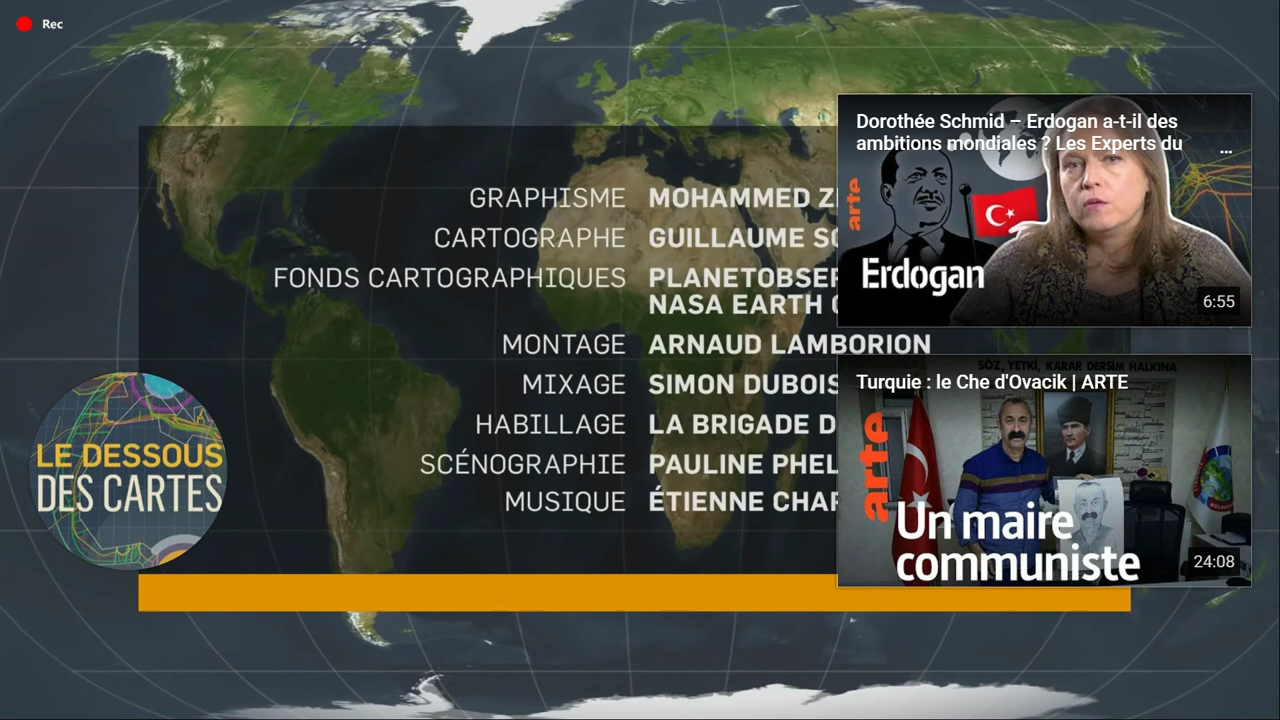 Rec
GRAPHISME MOHAMMED
CARTOGRAPHE GUILLAUME
FONDS CARTOGRAPHIQUES
NASA EARTH
MONTAGE ARNAUD LAMBORION
MIXAGE SIMON DUBOIS
HABILLAGE LA BRIGADE
SCÉNOGRAPHIE PAULINE
MUSIQUE ÉTIENNE
LE DESSOUS
DES CARTES
Dorothée Schmid – Erdogan a-t-il des
ambitions mondiales ? Les Experts du ...
arte
Erdogan
6:55
SÖZ, YETKİ, KARAR DERSİM HALKINA
Turquie : le Che d'Ovacik | ARTE
arte
Un maire
communiste
24:08